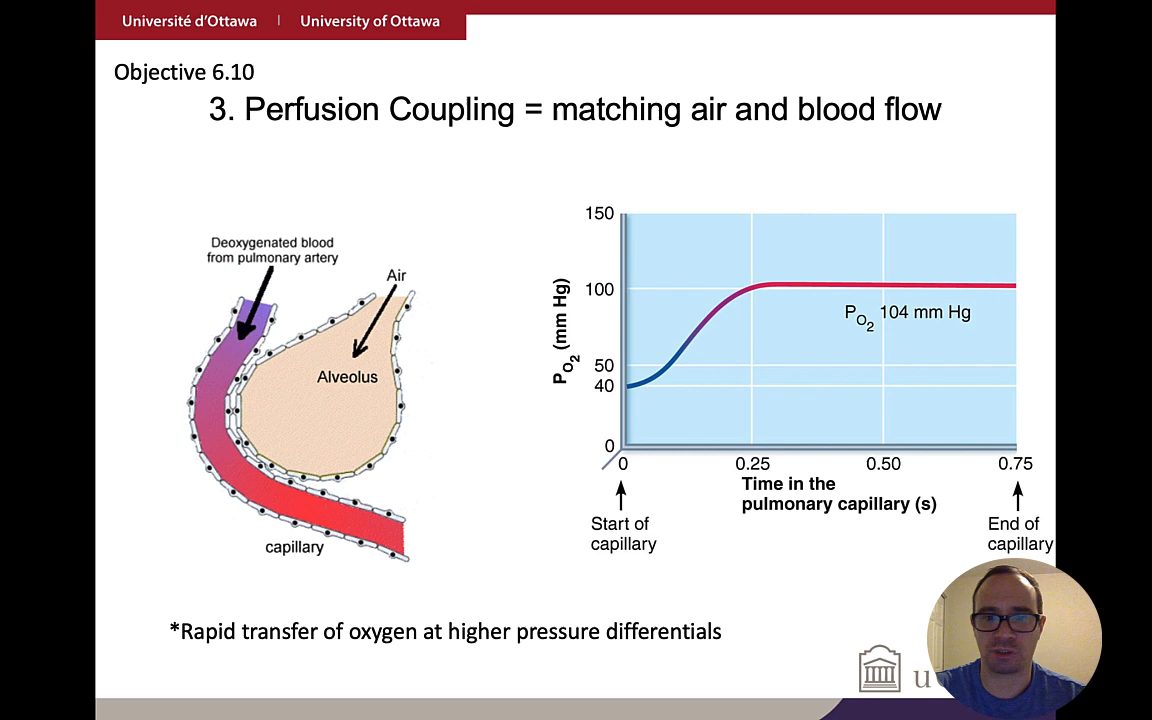 Université d'Ottawa | University of Ottawa
Objective 6.10
3. Perfusion Coupling = matching air and blood flow
Deoxygenated blood
from pulmonary artery
Air
Alveolus
capillary
PO2 (mm Hg)
150
100
50
40
0
PO2 104 mm Hg
0 0.25 0.50 0.75
Time in the
pulmonary capillary (s)
Start of
capillary
End of
capillary
*Rapid transfer of oxygen at higher pressure differentials